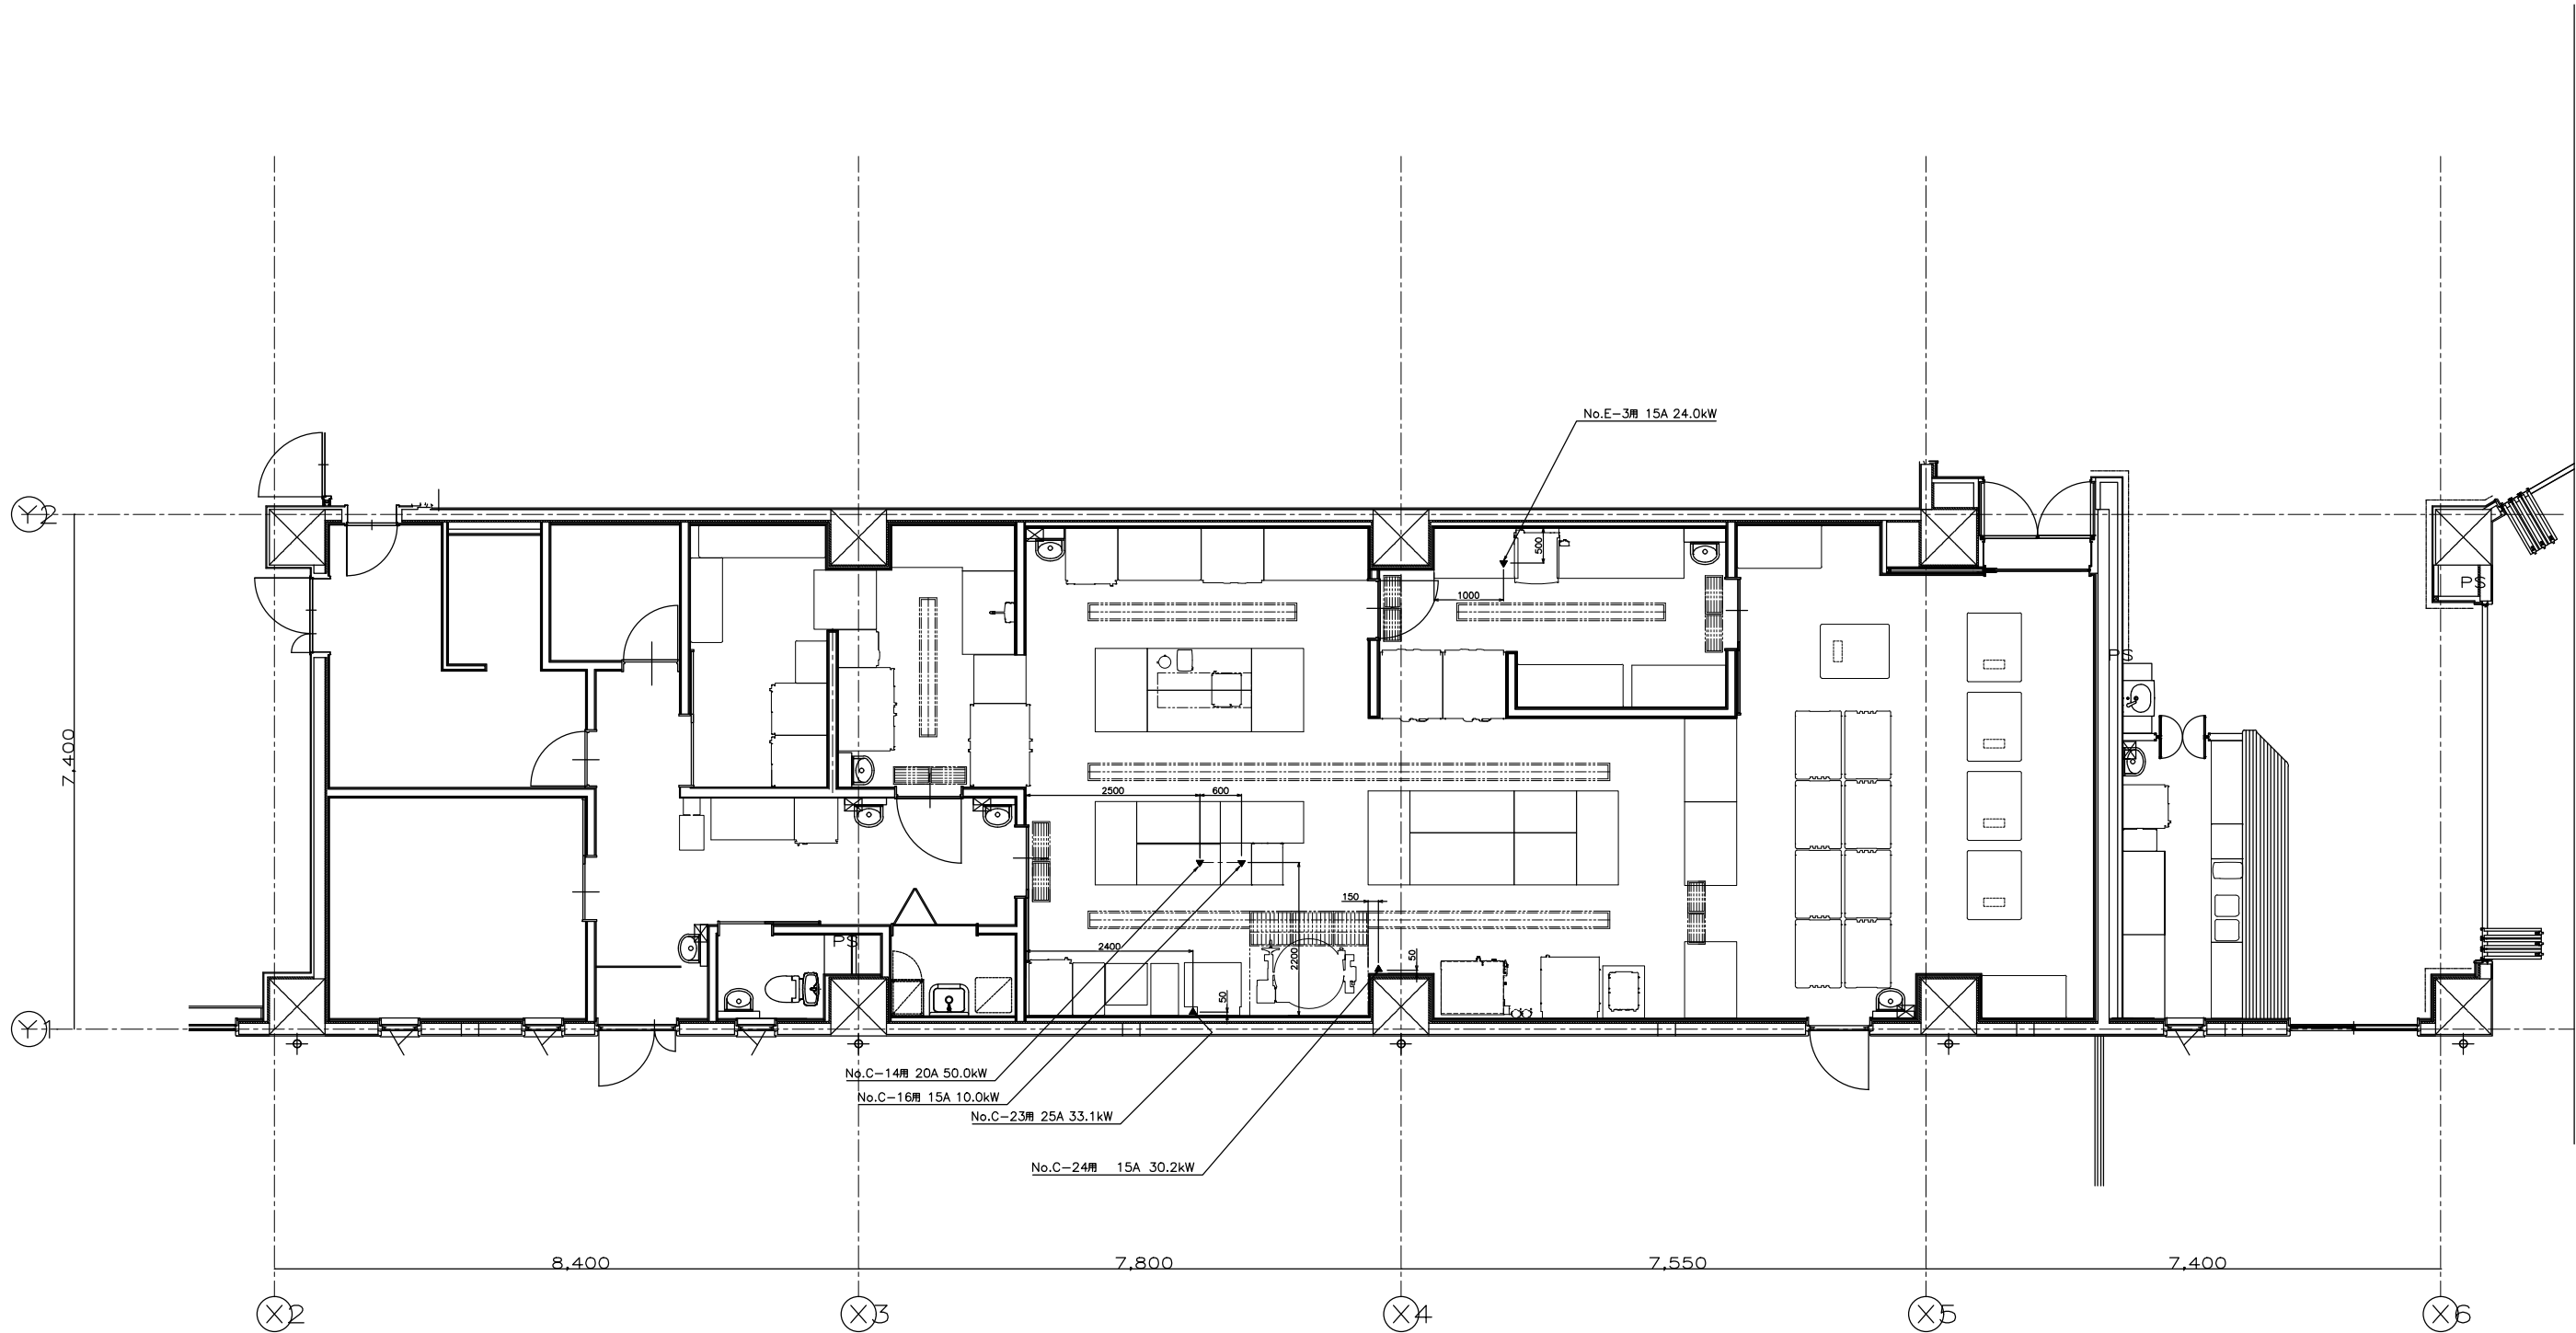 No.E-3用 15A 24.0kW
Y2
500
PS
1000
PS
7,400
2500
600
150
PS
2400
2200
50
50
Y1
No.C-14用 20A 50.0kW
No.C-16用 15A 10.0kW
No.C-23用 25A 33.1kW
No.C-24用 15A 30.2kW
8,400
7,800
7,550
7,400
X2
X3
X4
X5
X6